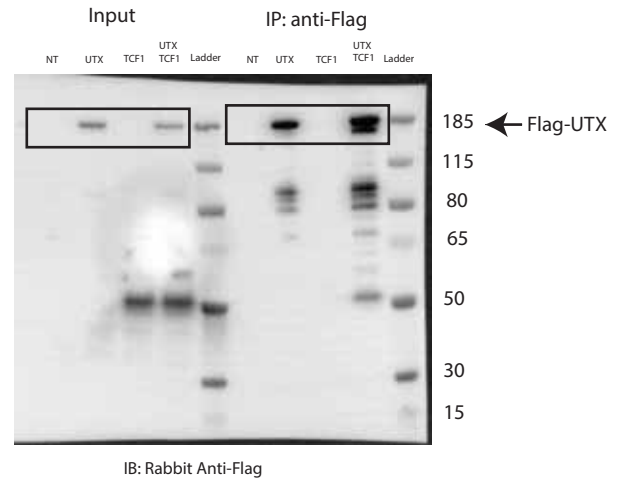 Input
IP: anti-Flag
NT UTX TCF1 UTX TCF1 Ladder NT UTX TCF1 UTX TCF1 Ladder
185 Flag-UTX
115
80
65
50
30
15
IB: Rabbit Anti-Flag